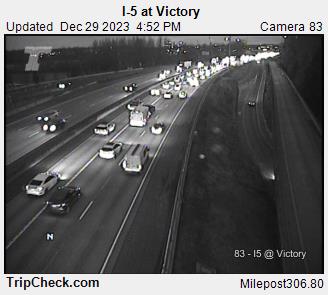 I-5 at Victory
Updated Dec 29 2023 4:52 PM Camera 83
T
N
83 - I5 @ Victory
TripCheck.com Milepost306.80